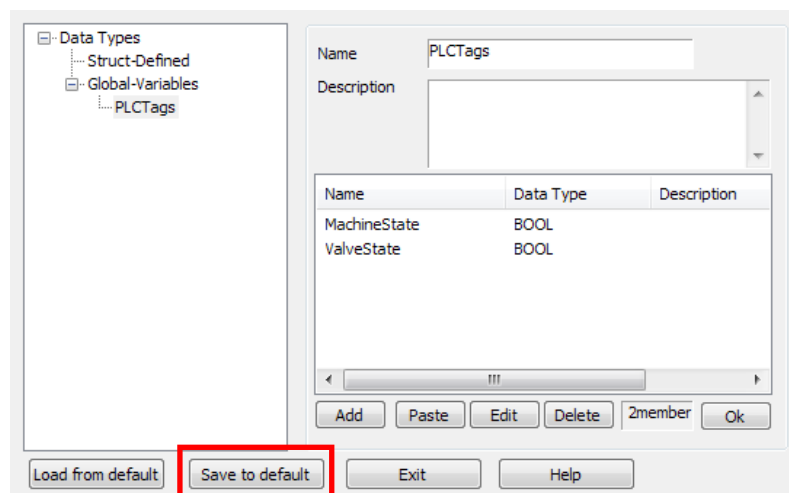 Data Types
Struct-Defined
Global-Variables
PLCTags
Name PLCTags
Description
Name Data Type Description
MachineState BOOL
ValveState BOOL
Add Paste Edit Delete 2member Ok
Load from default Save to default Exit Help